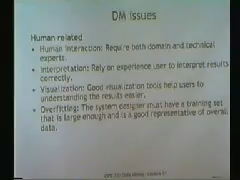 DM issues
Human related
• Human interaction: Require both domain and technical
experts.
• Interpretation: Rely on experience user to interpret results
correctly.
• Visualization: Good visualization tools help users to
understanding the results easier.
• Overfitting: The system designer must have a training set
that is large enough and is a good representative of overall
data.